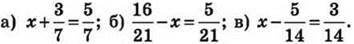 а) x + 3/7 = 5/7; б) 16/21 − x = 5/21; в) x − 5/14 = 3/14.